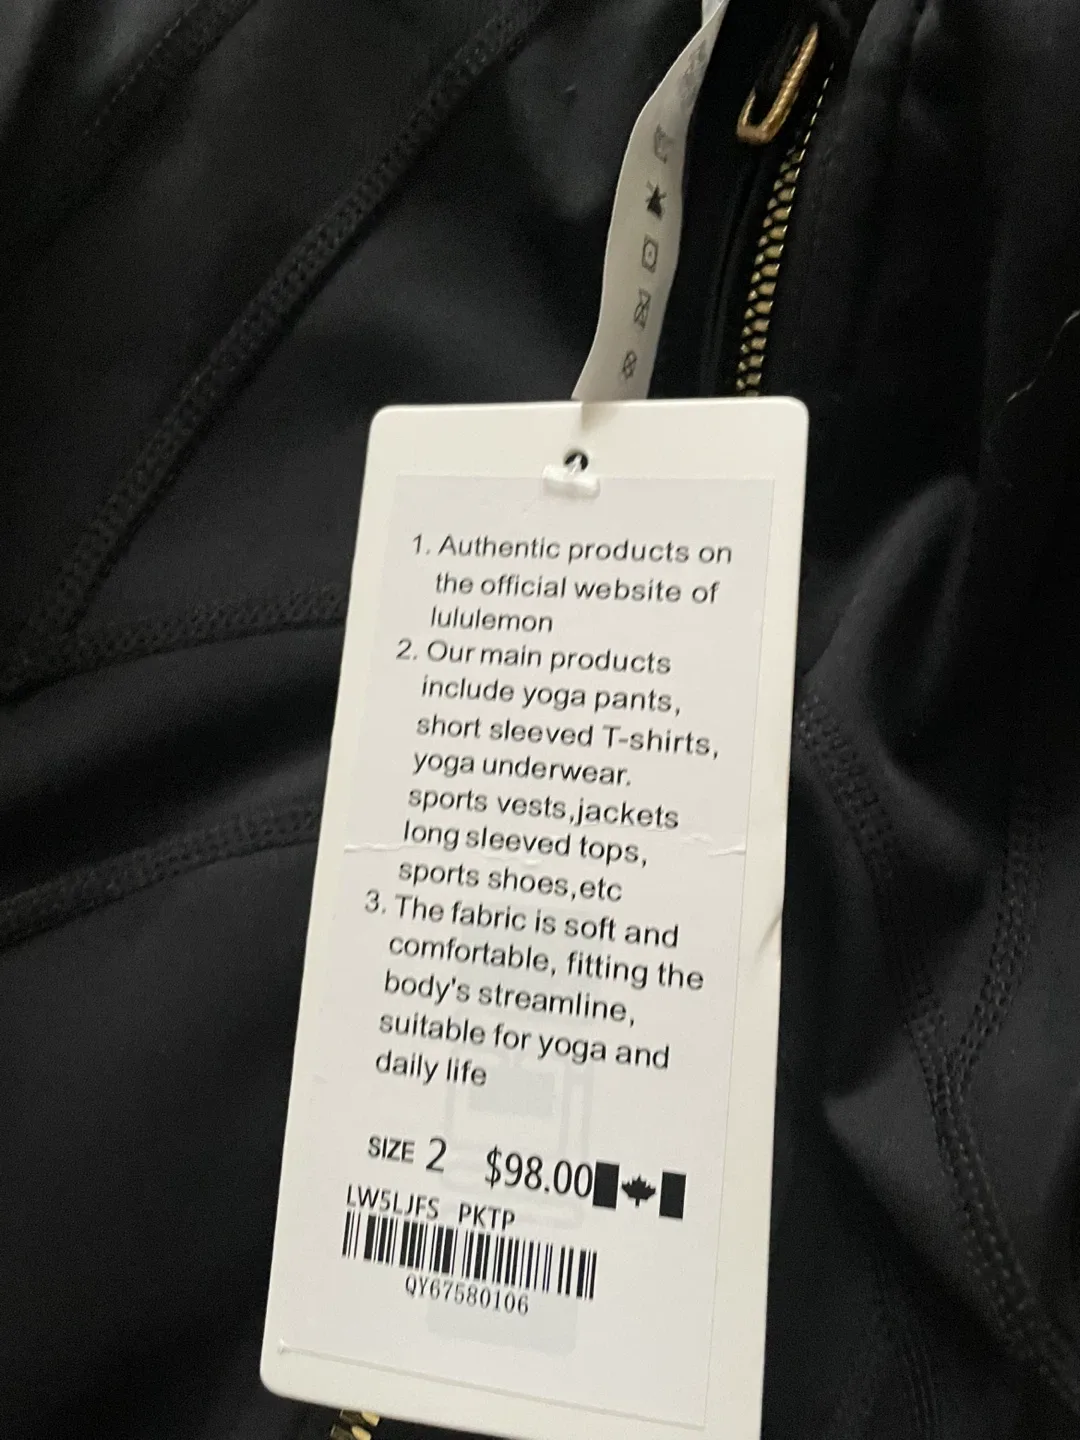 1. Authentic products on
the official website of
lululemon
2. Our main products
include yoga pants,
short sleeved T-shirts,
yoga underwear.
sports vests,jackets
long sleeved tops,
sports shoes,etc
3. The fabric is soft and
comfortable, fitting the
body's streamline,
suitable for yoga and
daily life
SIZE 2 $98.00
LW5LJFS PKTP
QY67580106